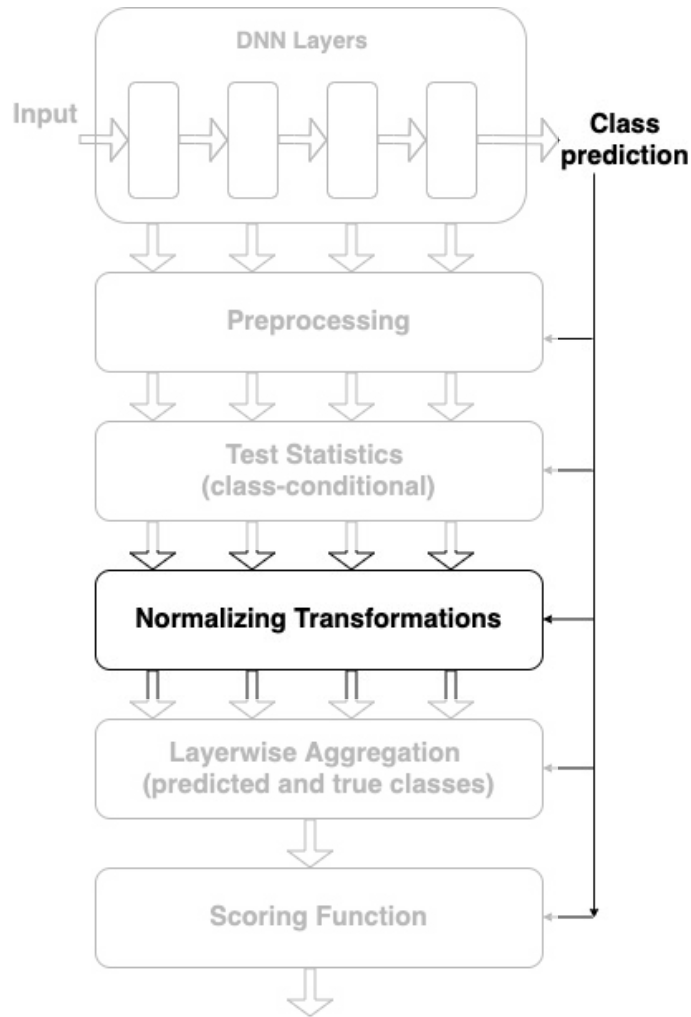 DNN Layers
Input
Class
prediction
Preprocessing
Test Statistics
(class-conditional)
Normalizing Transformations
Layerwise Aggregation
(predicted and true classes)
Scoring Function